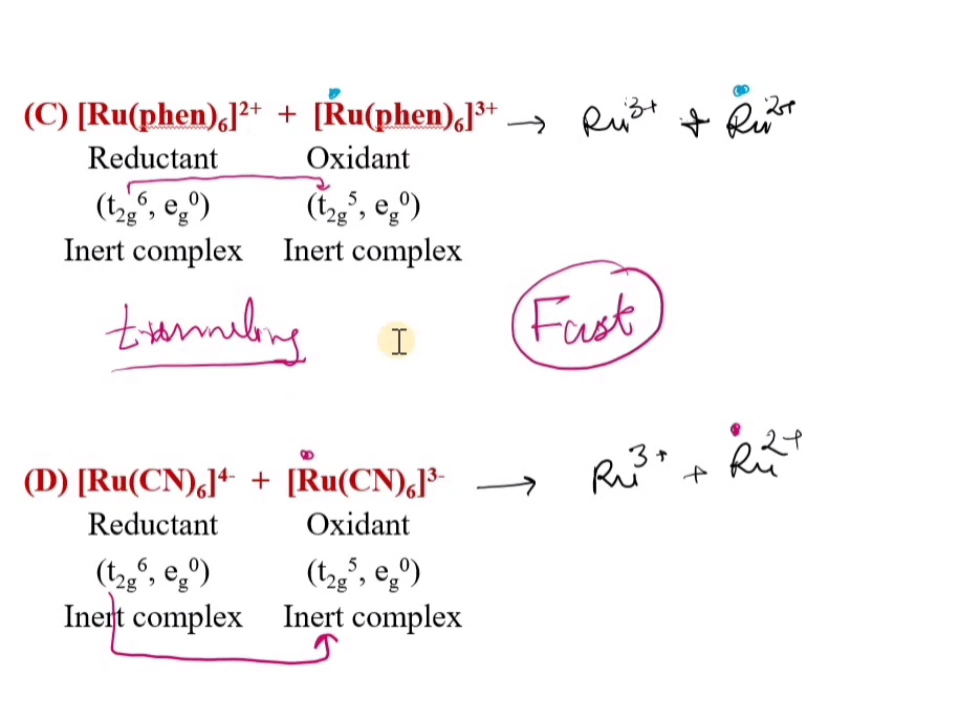 (C) [Ru(phen)₆]²⁺ + [Ru(phen)₆]³⁺ → Ru³⁺ + Ru²⁺
Reductant Oxidant
(t₂g⁶, eg⁰) (t₂g⁵, eg⁰)
Inert complex Inert complex
tunneling Fast
(D) [Ru(CN)₆]⁴⁻ + [Ru(CN)₆]³⁻ → Ru³⁺ + Ru²⁺
Reductant Oxidant
(t₂g⁶, eg⁰) (t₂g⁵, eg⁰)
Inert complex Inert complex